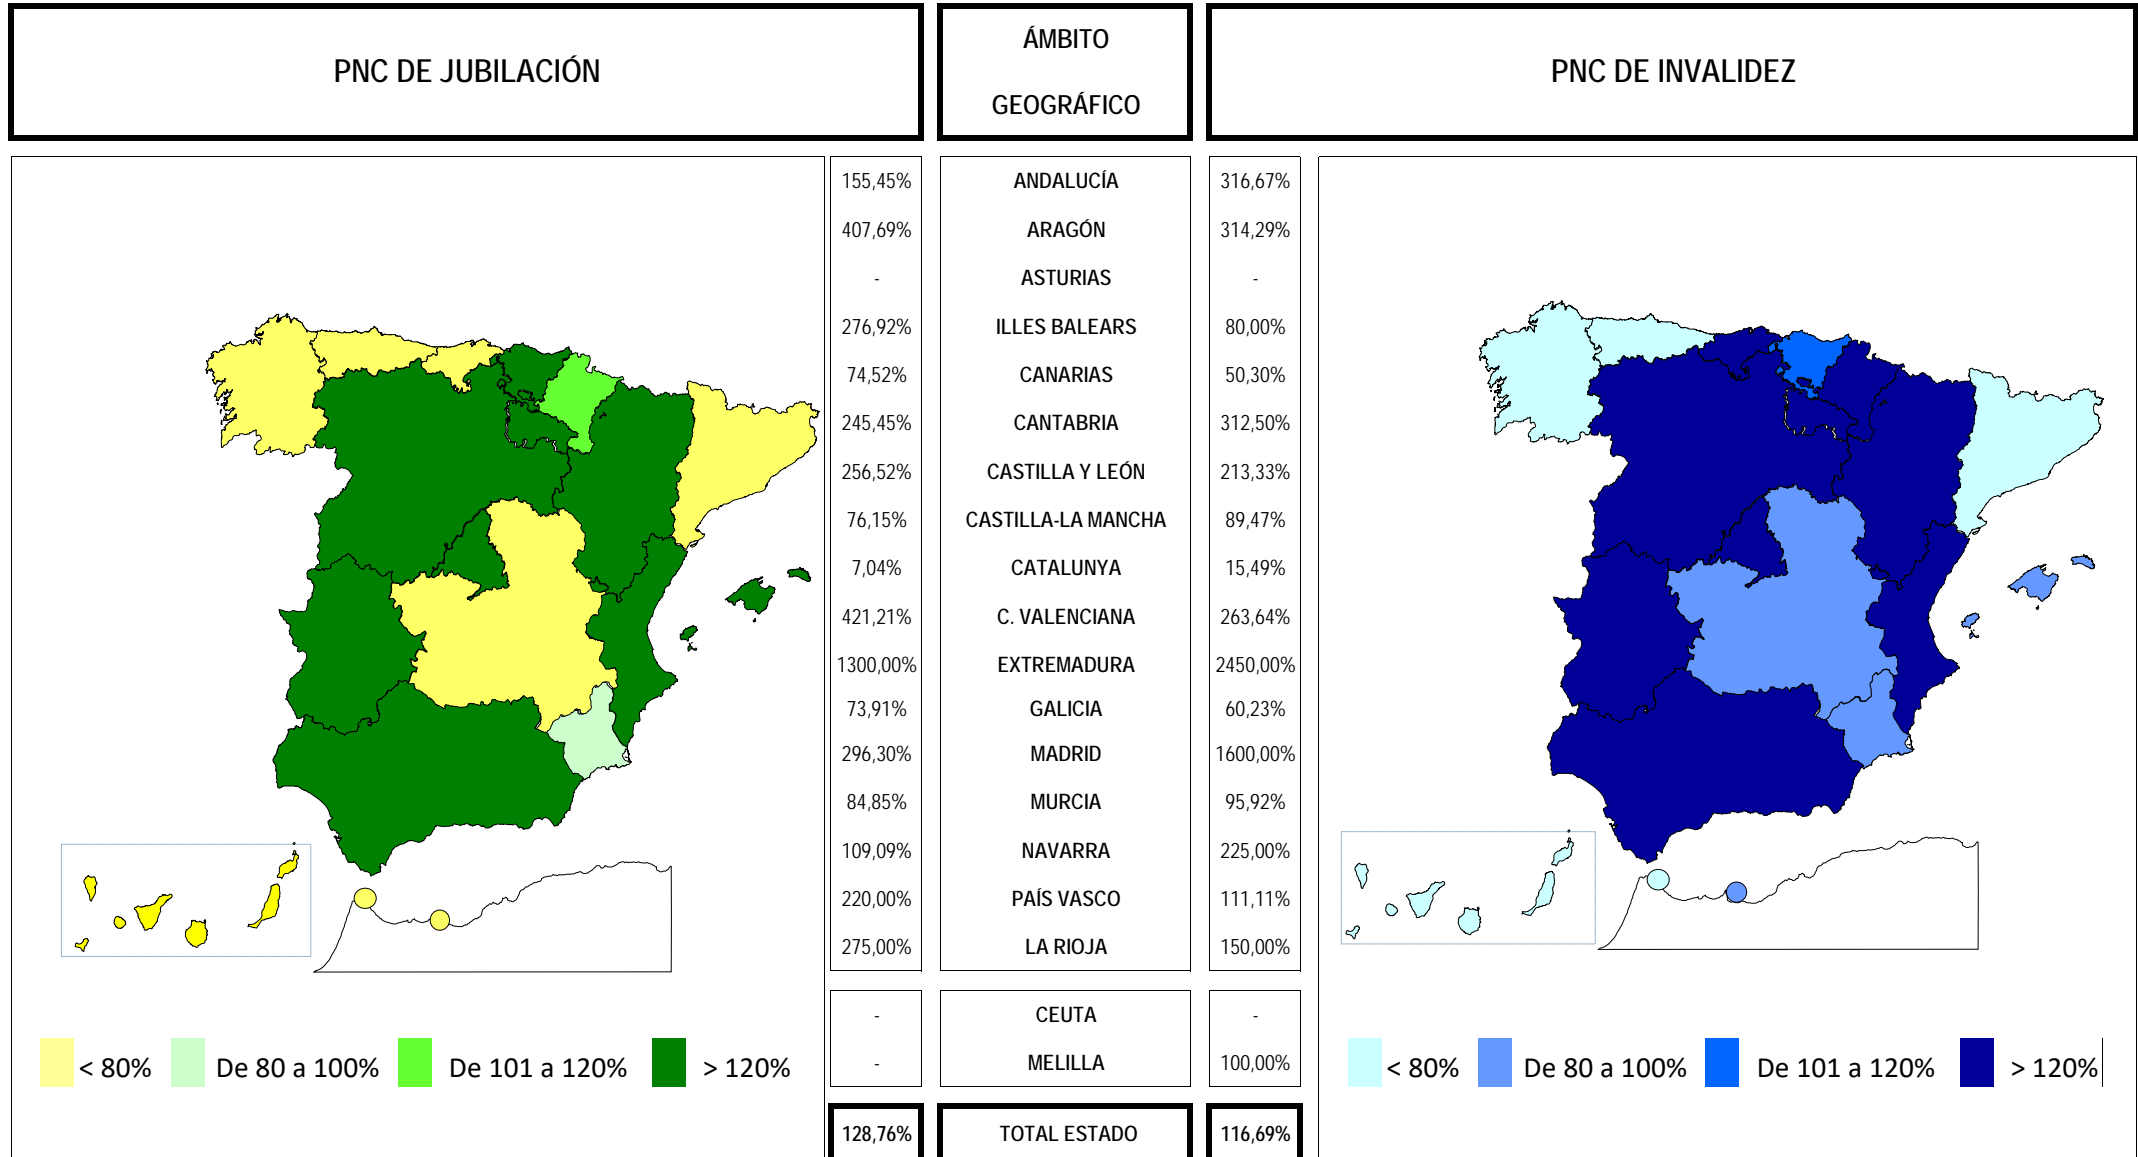 PNC DE JUBILACIÓN
ÁMBITO
GEOGRÁFICO
PNC DE INVALIDEZ
155,45% ANDALUCÍA 316,67%
407,69% ARAGÓN 314,29%
- ASTURIAS -
276,92% ILLES BALEARS 80,00%
74,52% CANARIAS 50,30%
245,45% CANTABRIA 312,50%
256,52% CASTILLA Y LEÓN 213,33%
76,15% CASTILLA-LA MANCHA 89,47%
7,04% CATALUNYA 15,49%
421,21% C. VALENCIANA 263,64%
1300,00% EXTREMADURA 2450,00%
73,91% GALICIA 60,23%
296,30% MADRID 1600,00%
84,85% MURCIA 95,92%
109,09% NAVARRA 225,00%
220,00% PAÍS VASCO 111,11%
275,00% LA RIOJA 150,00%
- CEUTA -
- MELILLA 100,00%
128,76% TOTAL ESTADO 116,69%
< 80% De 80 a 100% De 101 a 120% > 120%
< 80% De 80 a 100% De 101 a 120% > 120%